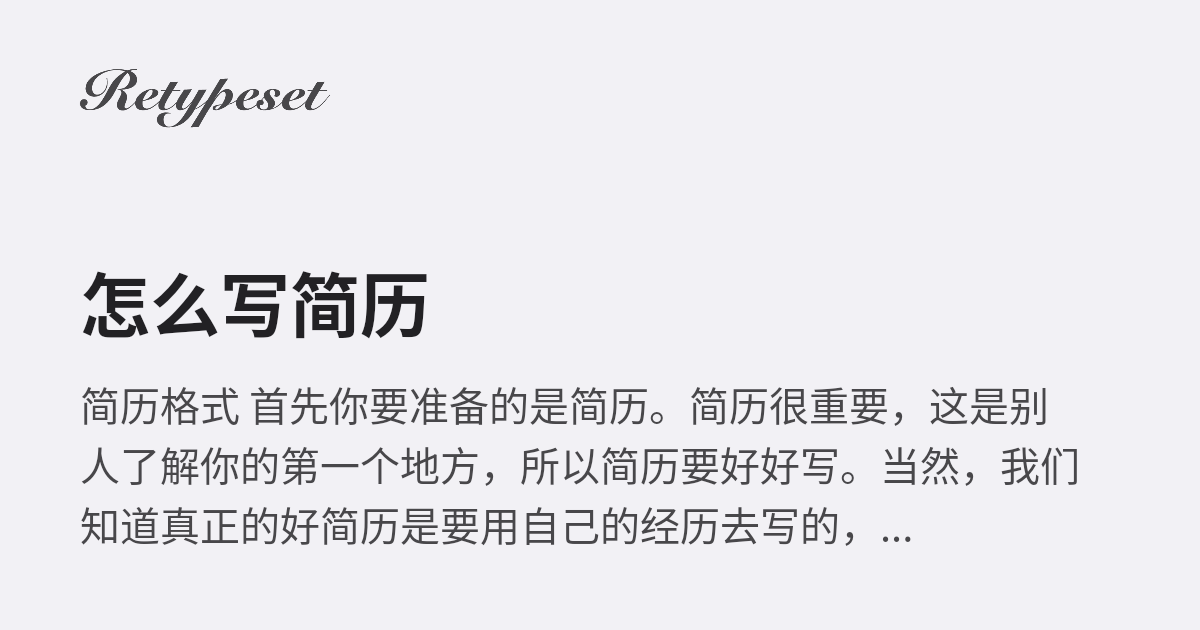 Retypeset
怎么写简历
简历格式 首先你要准备的是简历。简历很重要，这是别
人了解你的第一个地方，所以简历要好好写。当然，我们
知道真正的好简历是要用自己的经历去写的，...